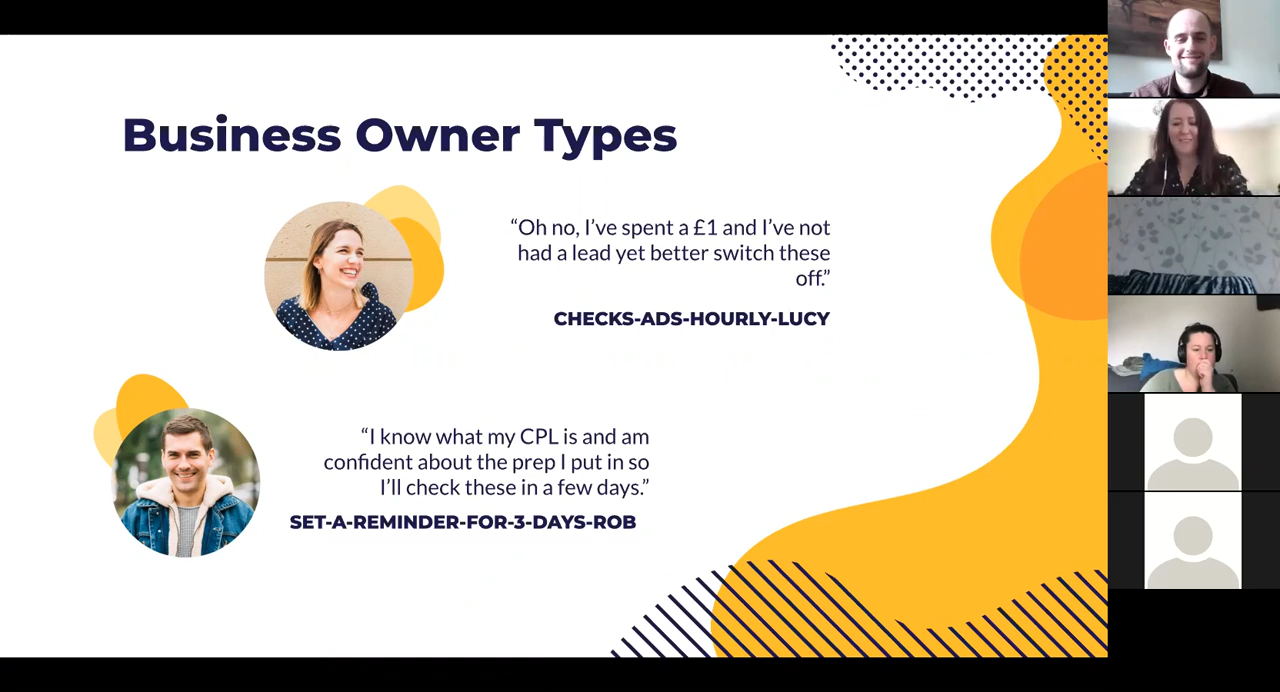 Business Owner Types
“Oh no, I’ve spent a £1 and I’ve not
had a lead yet better switch these
off.”
CHECKS-ADS-HOURLY-LUCY
“I know what my CPL is and am
confident about the prep I put in so
I’ll check these in a few days.”
SET-A-REMINDER-FOR-3-DAYS-ROB